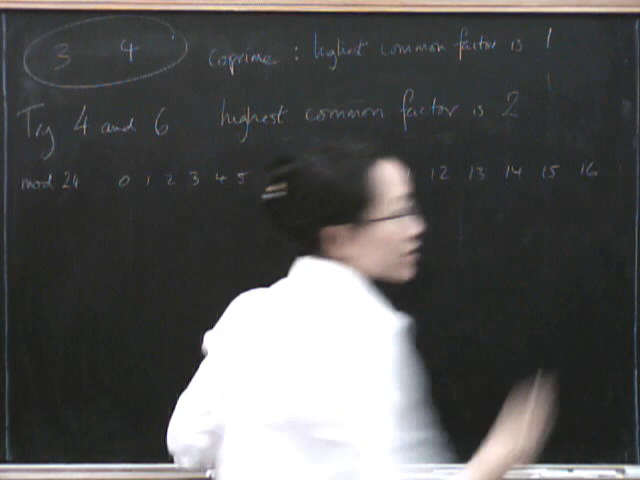 3 4 coprime : highest common factor is 1
Try 4 and 6 highest common factor is 2
mod 24 0 1 2 3 4 5 12 13 14 15 16